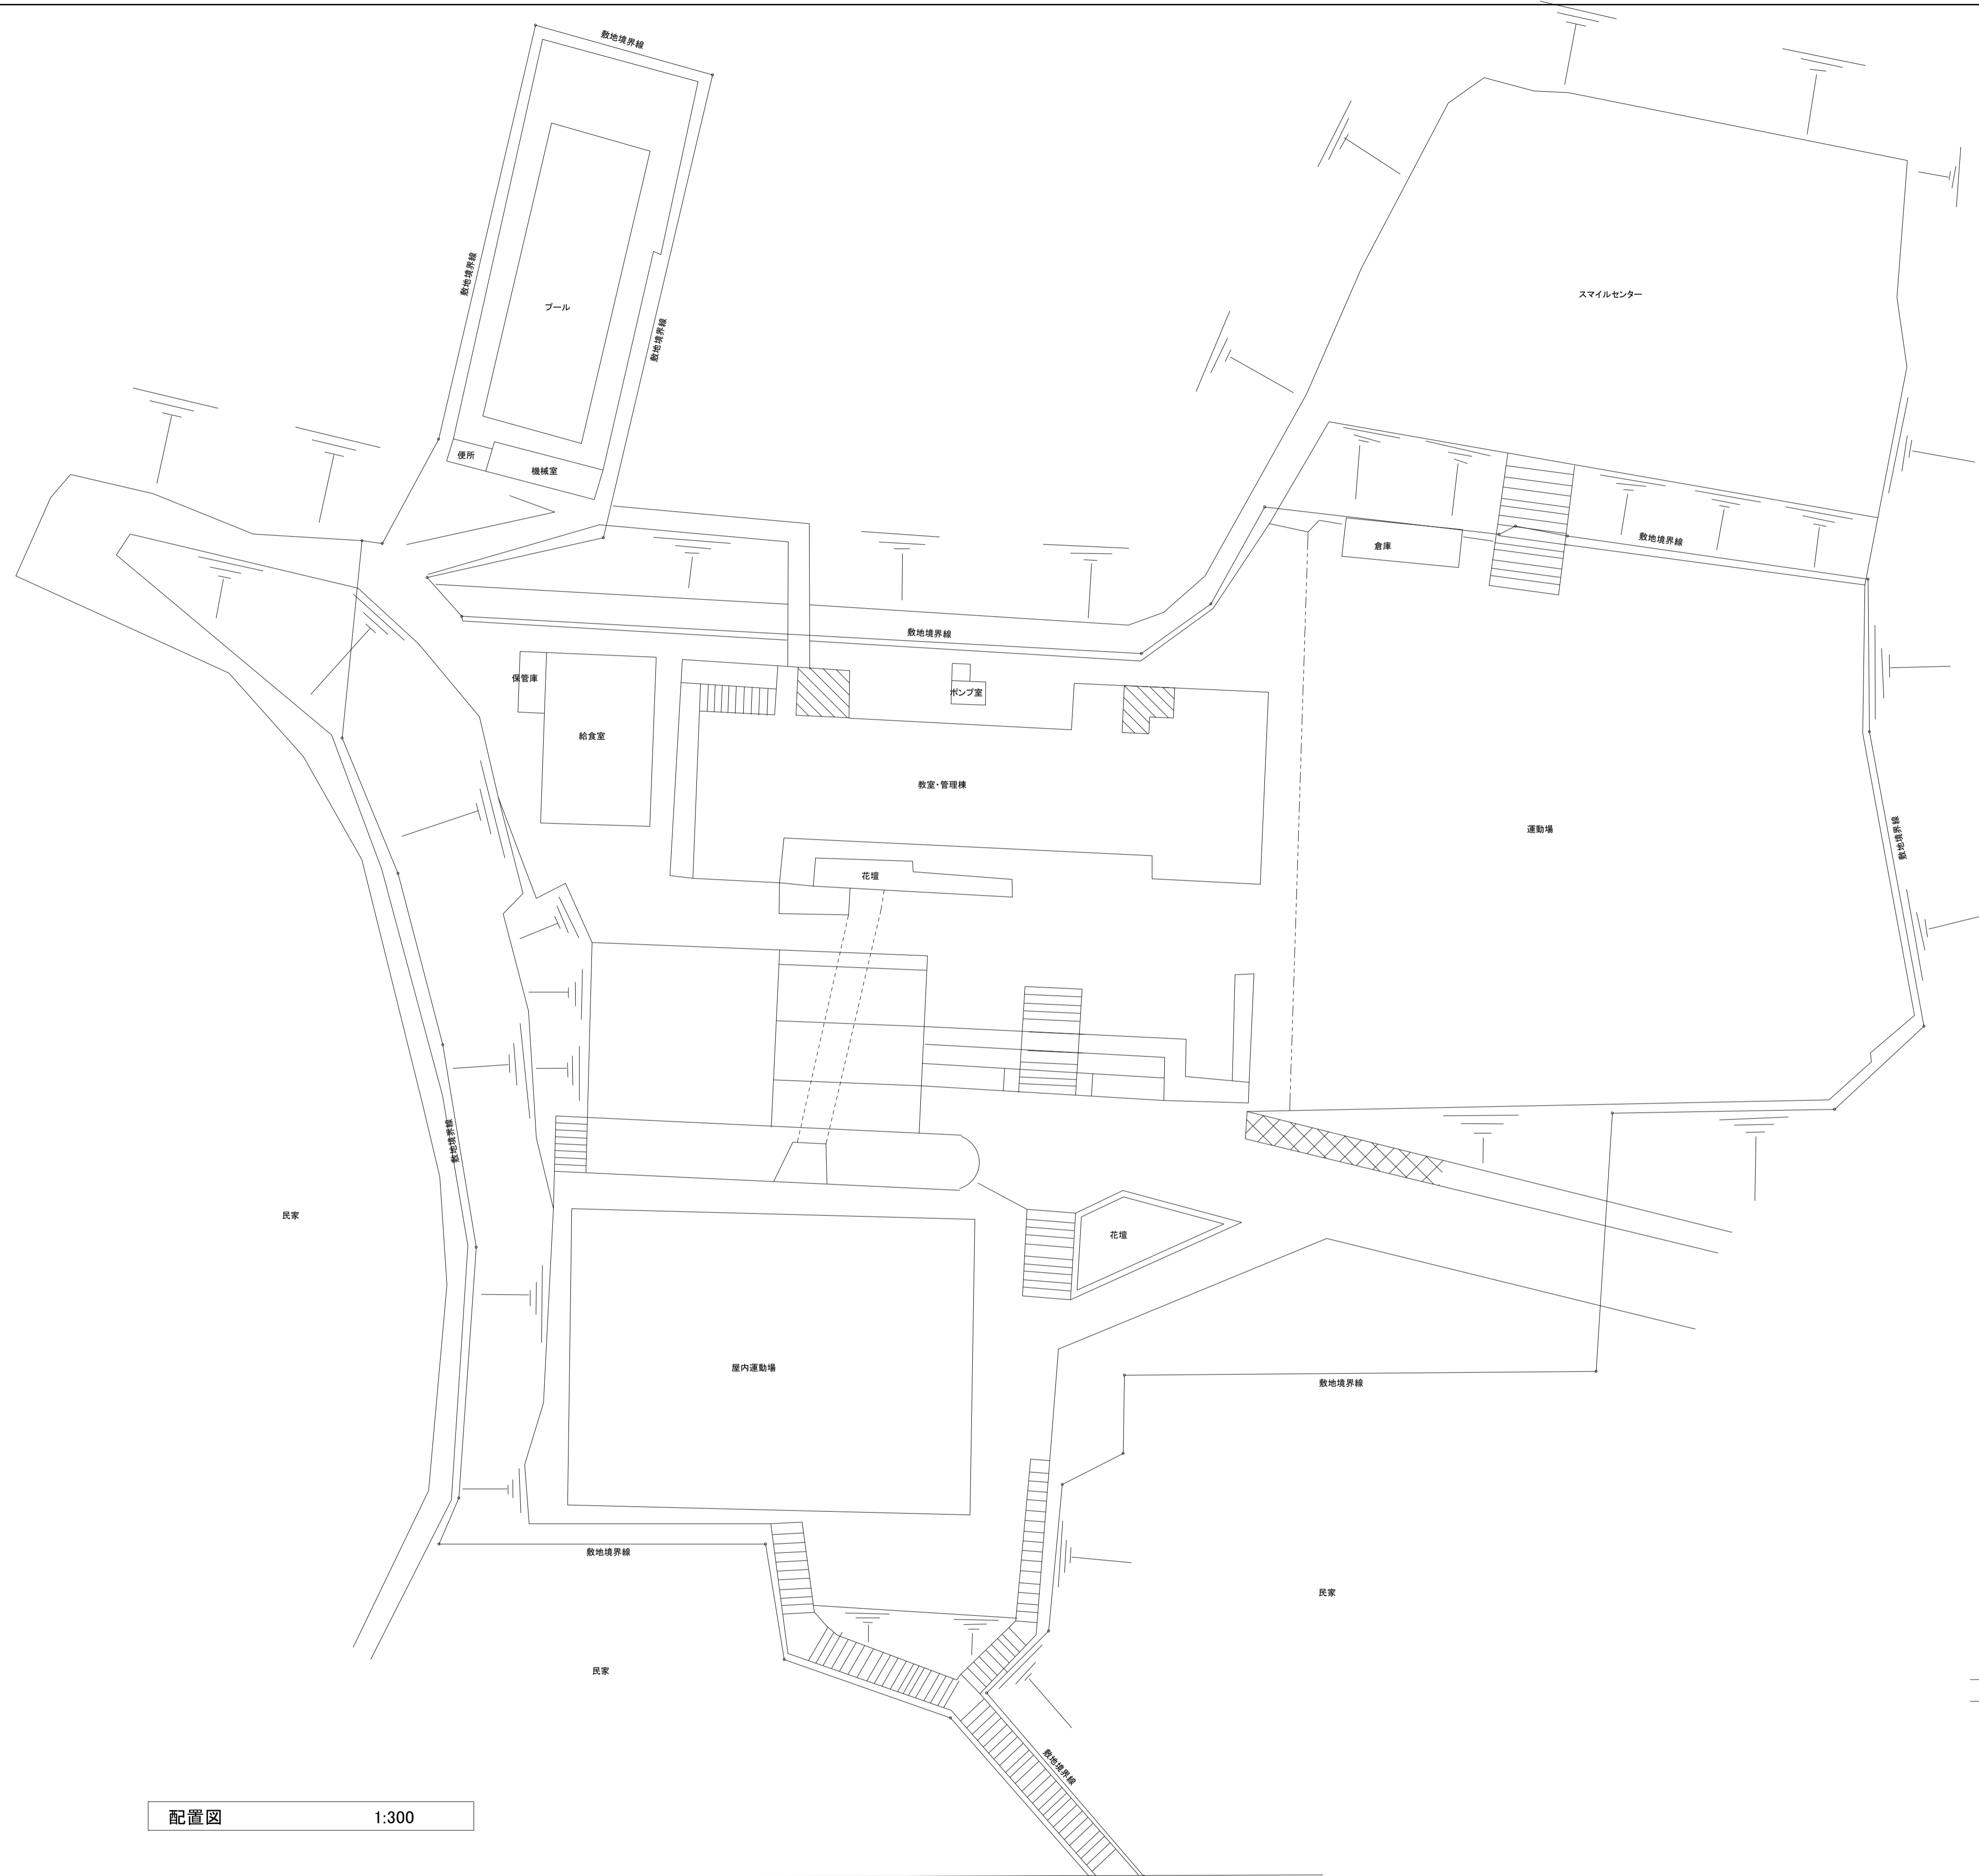 敷地境界線
敷地境界線
スマイルセンター
プール
敷地境界線
便所
機械室
敷地境界線
倉庫
敷地境界線
保管庫
ポンプ室
給食室
教室・管理棟
運動場
敷地境界線
花壇
敷地境界線
民家
花壇
屋内運動場
敷地境界線
敷地境界線
民家
民家
敷地境界線
配置図 1:300